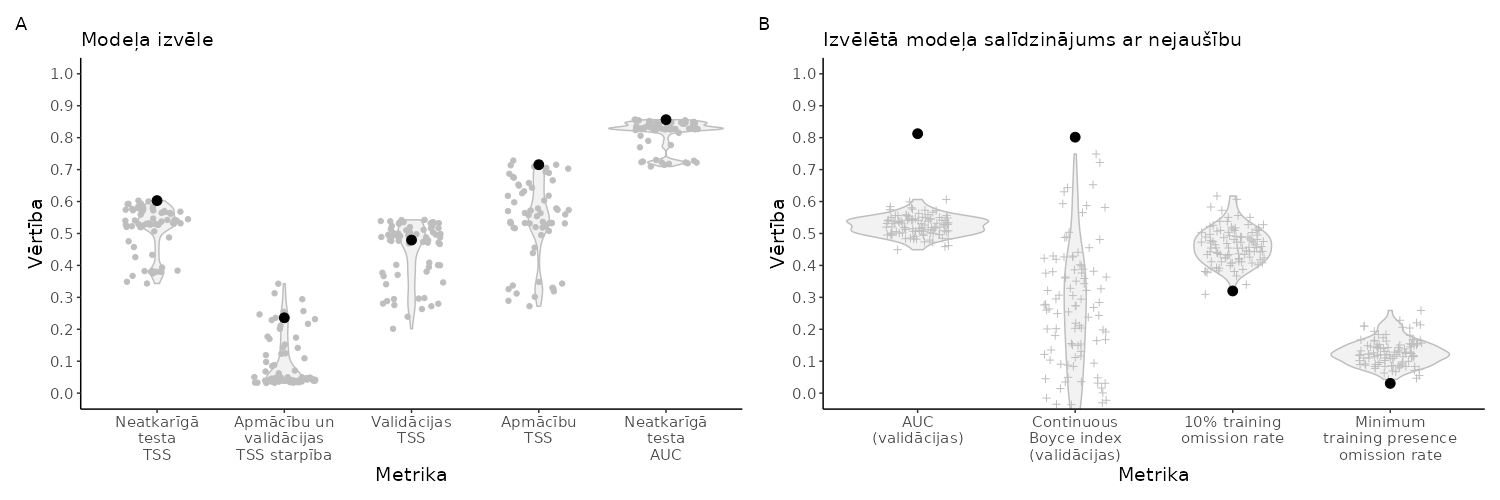 A
Modeļa izvēle
1.0
0.9
0.8
0.7
0.6
0.5
0.4
0.3
0.2
0.1
0.0
Vērtība
Neatkarīgā
testa
TSS
Apmācību un
validācijas
TSS starpība
Validācijas
TSS
Apmācību
TSS
Neatkarīgā
testa
AUC
Metrika
B
Izvēlētā modeļa salīdzinājums ar nejaušību
1.0
0.9
0.8
0.7
0.6
0.5
0.4
0.3
0.2
0.1
0.0
Vērtība
AUC
(validācijas)
Continuous
Boyce index
(validācijas)
10% training
omission rate
Minimum
training presence
omission rate
Metrika